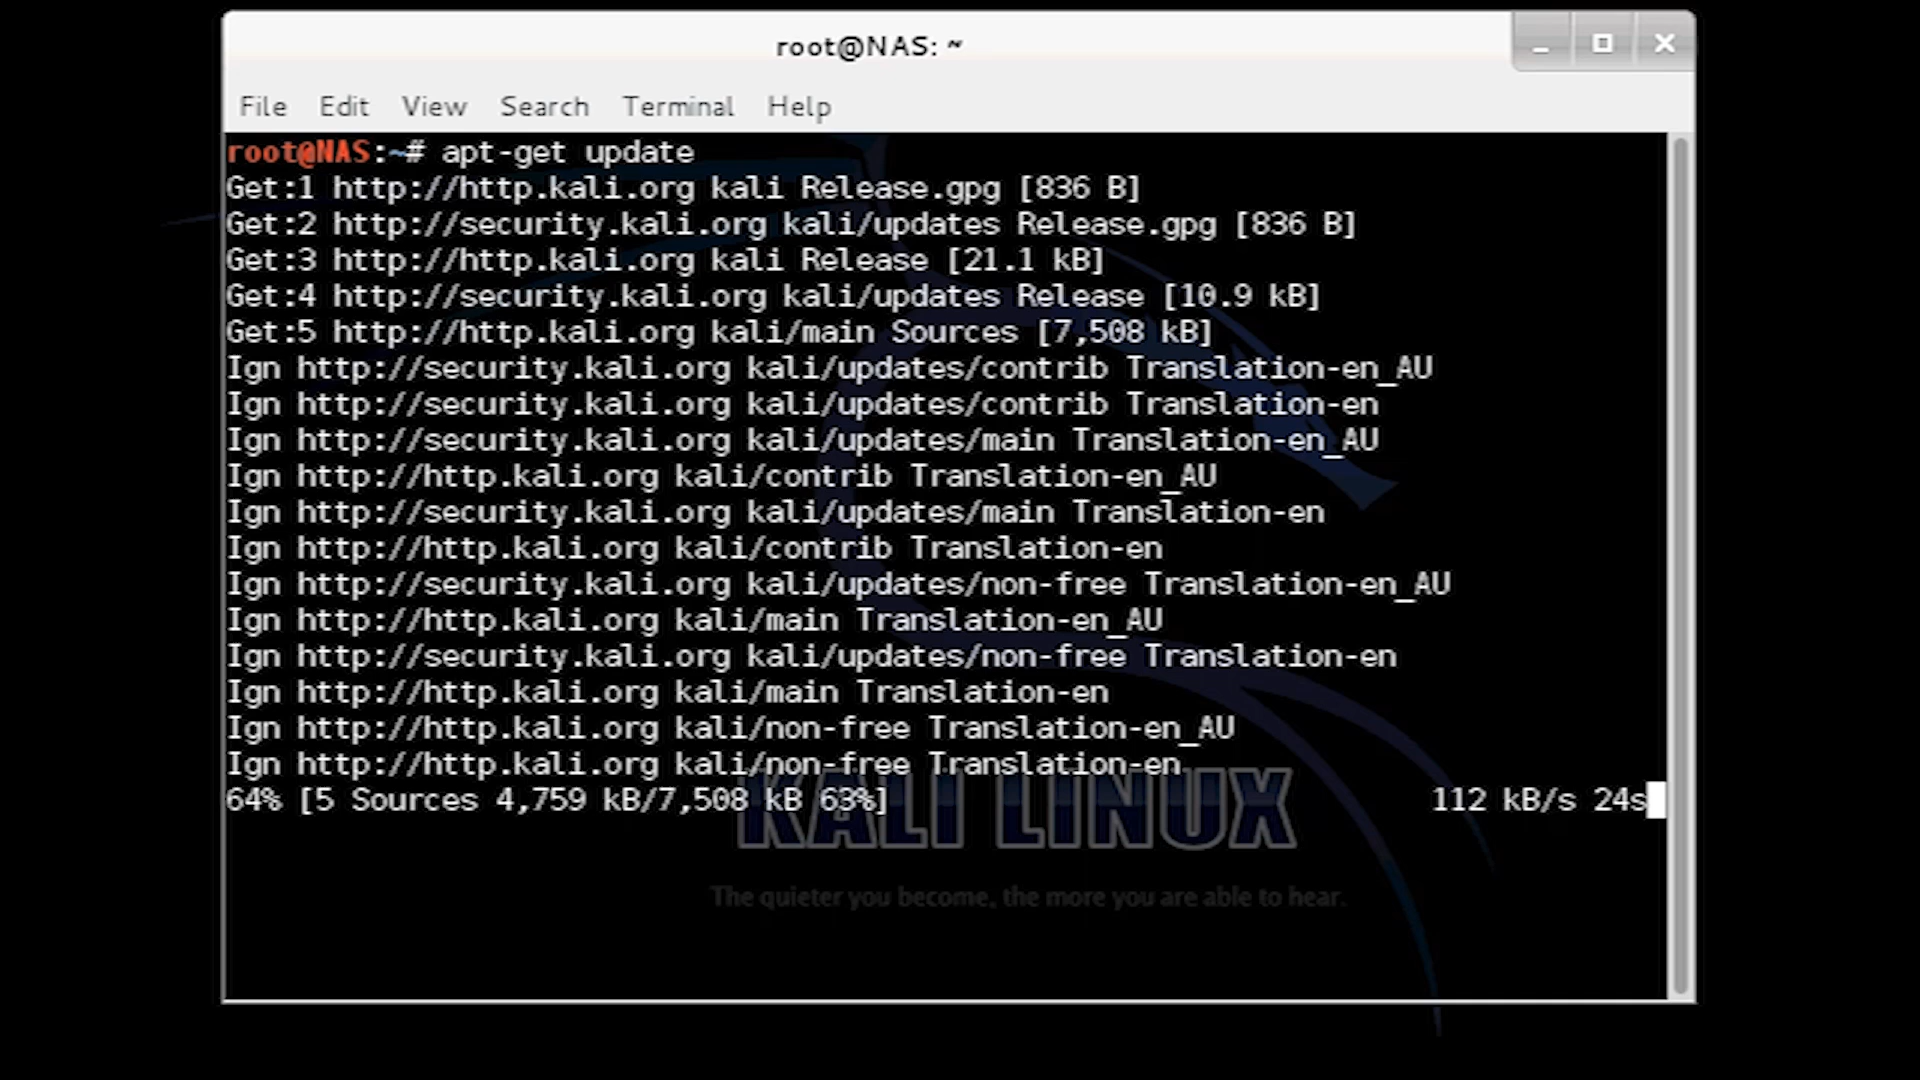 root@NAS: ~
File Edit View Search Terminal Help
root@NAS:~# apt-get update
Get:1 http://http.kali.org kali Release.gpg [836 B]
Get:2 http://security.kali.org kali/updates Release.gpg [836 B]
Get:3 http://http.kali.org kali Release [21.1 kB]
Get:4 http://security.kali.org kali/updates Release [10.9 kB]
Get:5 http://http.kali.org kali/main Sources [7,508 kB]
Ign http://security.kali.org kali/updates/contrib Translation-en_AU
Ign http://security.kali.org kali/updates/contrib Translation-en
Ign http://security.kali.org kali/updates/main Translation-en_AU
Ign http://http.kali.org kali/contrib Translation-en_AU
Ign http://security.kali.org kali/updates/main Translation-en
Ign http://http.kali.org kali/contrib Translation-en
Ign http://security.kali.org kali/updates/non-free Translation-en_AU
Ign http://http.kali.org kali/main Translation-en_AU
Ign http://security.kali.org kali/updates/non-free Translation-en
Ign http://http.kali.org kali/main Translation-en
Ign http://http.kali.org kali/non-free Translation-en_AU
Ign http://http.kali.org kali/non-free Translation-en
64% [5 Sources 4,759 kB/7,508 kB 63%] 112 kB/s 24s
KALI LINUX
The quieter you become, the more you are able to hear.